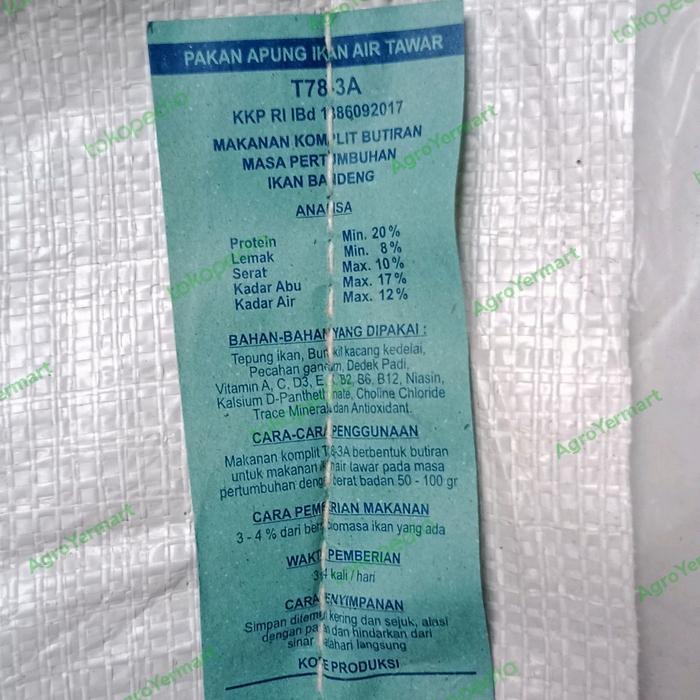 PAKAN APUNG IKAN AIR TAWAR
T78-3A
KKP RI IBd 1386092017
MAKANAN KOMPLIT BUTIRAN
MASA PERTUMBUHAN
IKAN BANDENG
ANALISA
Protein Min. 20%
Lemak Min. 8%
Serat Max. 10%
Kadar Abu Max. 17%
Kadar Air Max. 12%
BAHAN-BAHAN YANG DIPAKAI :
Tepung ikan, Bungkil kacang kedelai,
Pecahan gandum, Dedek Padi,
Vitamin A, C, D3, E, B2, B6, B12, Niasin,
Kalsium D-Panthethonate, Choline Chloride
Trace Mineral dan Antioxidant.
CARA-CARA PENGGUNAAN
Makanan komplit T78-3A berbentuk butiran
untuk makanan air tawar pada masa
pertumbuhan dengan berat badan 50 - 100 gr
CARA PEMBERIAN MAKANAN
3 - 4 % dari berat biomasa ikan yang ada
WAKTU PEMBERIAN
3-4 kali / hari
CARA PENYIMPANAN
Simpan ditempat kering dan sejuk, alasi
dengan dan hindarkan dari
sinar matahari langsung
KODE PRODUKSI
tokopedia
AgroYermart